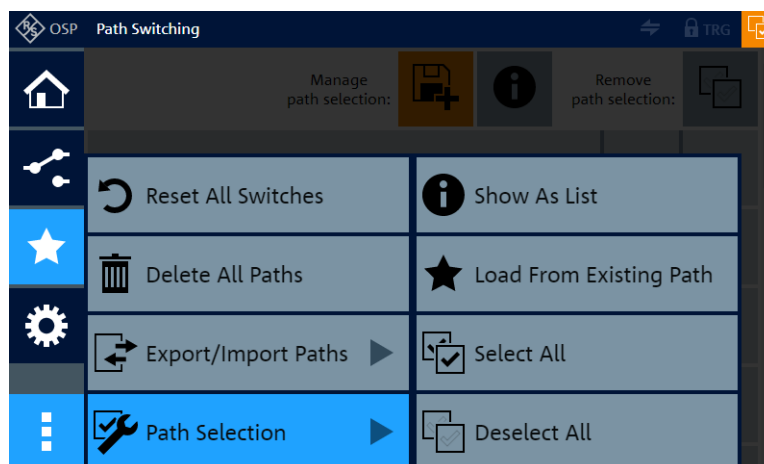 R&S OSP Path Switching TRG
Manage
path selection:
Remove
path selection:
Reset All Switches
Show As List
Delete All Paths
Load From Existing Path
Export/Import Paths
Select All
Path Selection
Deselect All